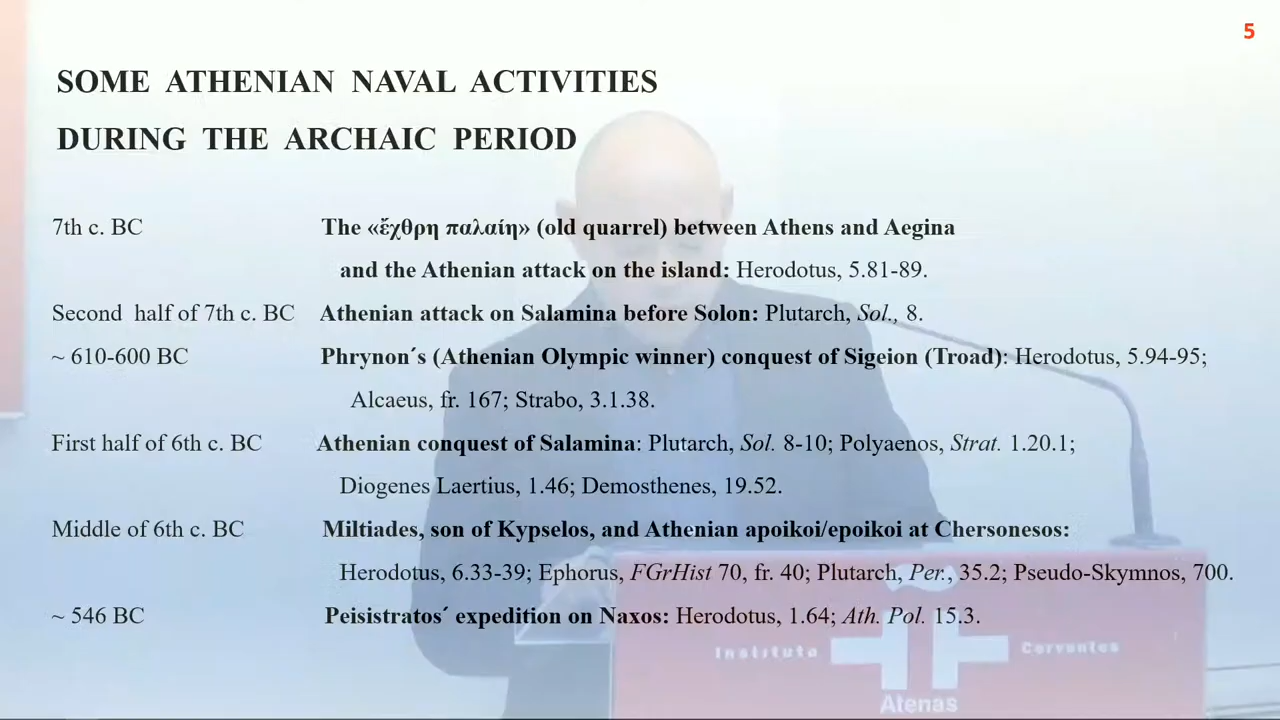 5
SOME ATHENIAN NAVAL ACTIVITIES
DURING THE ARCHAIC PERIOD
7th c. BC The «ἔχθρη παλαίη» (old quarrel) between Athens and Aegina
and the Athenian attack on the island: Herodotus, 5.81-89.
Second half of 7th c. BC Athenian attack on Salamina before Solon: Plutarch, Sol., 8.
~ 610-600 BC Phrynon´s (Athenian Olympic winner) conquest of Sigeion (Troad): Herodotus, 5.94-95;
Alcaeus, fr. 167; Strabo, 3.1.38.
First half of 6th c. BC Athenian conquest of Salamina: Plutarch, Sol. 8-10; Polyaenos, Strat. 1.20.1;
Diogenes Laertius, 1.46; Demosthenes, 19.52.
Middle of 6th c. BC Miltiades, son of Kypselos, and Athenian apoikoi/epoikoi at Chersonesos:
Herodotus, 6.33-39; Ephorus, FGrHist 70, fr. 40; Plutarch, Per., 35.2; Pseudo-Skymnos, 700.
~ 546 BC Peisistratos´ expedition on Naxos: Herodotus, 1.64; Ath. Pol. 15.3.
Instituto Cervantes
Atenas